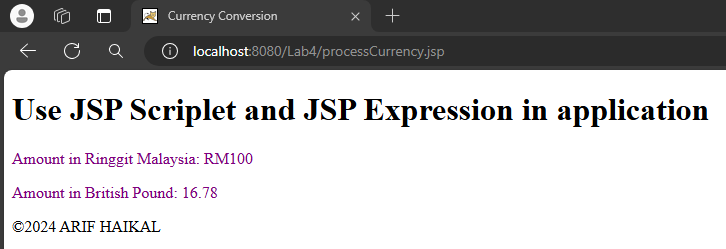 Currency Conversion
localhost:8080/Lab4/processCurrency.jsp
Use JSP Scriplet and JSP Expression in application
Amount in Ringgit Malaysia: RM100
Amount in British Pound: 16.78
©2024 ARIF HAIKAL